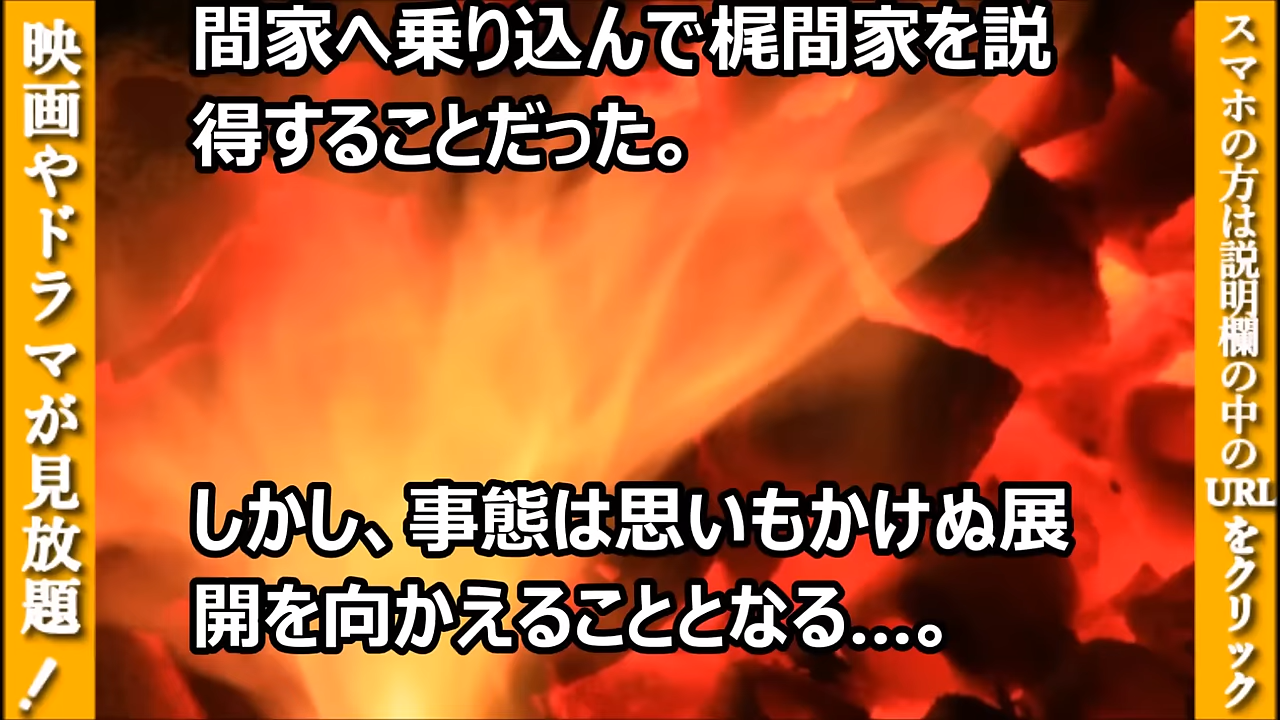 映画やドラマが見放題!
間家へ乗り込んで梶間家を説
得することだった。
しかし、事態は思いもかけぬ展
開を向かえることとなる…。
スマホの方は説明欄の中のURLをクリック